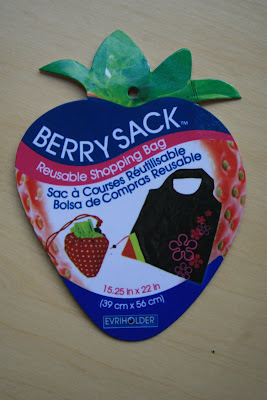 BERRY SACK™
Reusable Shopping Bag
Sac à Courses Réutilisable
Bolsa de Compras Reusable
15.25 in x 22 in
(39 cm x 56 cm)
EVRIHOLDER